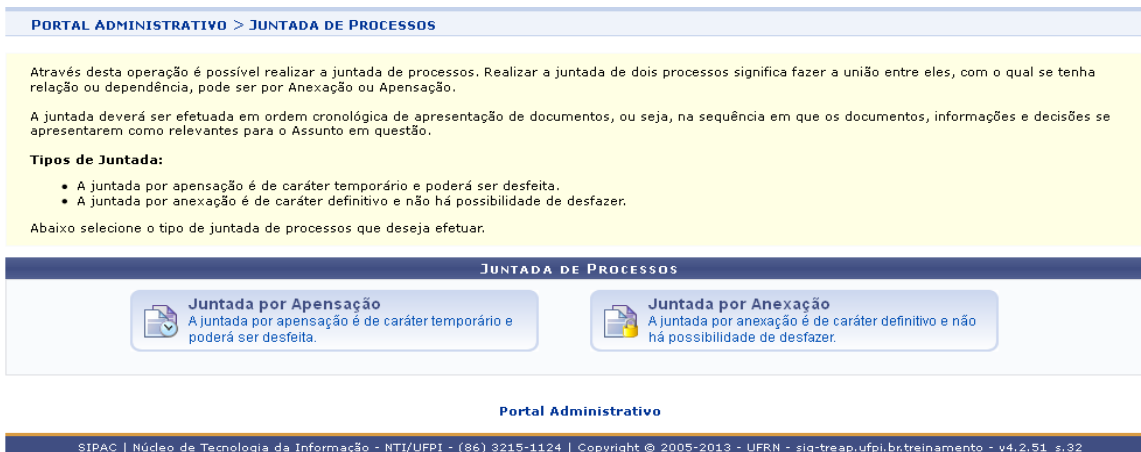 PORTAL ADMINISTRATIVO > JUNTADA DE PROCESSOS
Através desta operação é possível realizar a juntada de processos. Realizar a juntada de dois processos significa fazer a união entre eles, com o qual se tenha
relação ou dependência, pode ser por Anexação ou Apensação.
A juntada deverá ser efetuada em ordem cronológica de apresentação de documentos, ou seja, na sequência em que os documentos, informações e decisões se
apresentarem como relevantes para o Assunto em questão.
Tipos de Juntada:
• A juntada por apensação é de caráter temporário e poderá ser desfeita.
• A juntada por anexação é de caráter definitivo e não há possibilidade de desfazer.
Abaixo selecione o tipo de juntada de processos que deseja efetuar.
JUNTADA DE PROCESSOS
Juntada por Apensação
A juntada por apensação é de caráter temporário e
poderá ser desfeita.
Juntada por Anexação
A juntada por anexação é de caráter definitivo e não
há possibilidade de desfazer.
Portal Administrativo
SIPAC | Núcleo de Tecnologia da Informação - NTI/UFPI - (86) 3215-1124 | Copyright © 2005-2013 - UFRN - sig-treap.ufpi.br.treinamento - v4.2.51_s.32